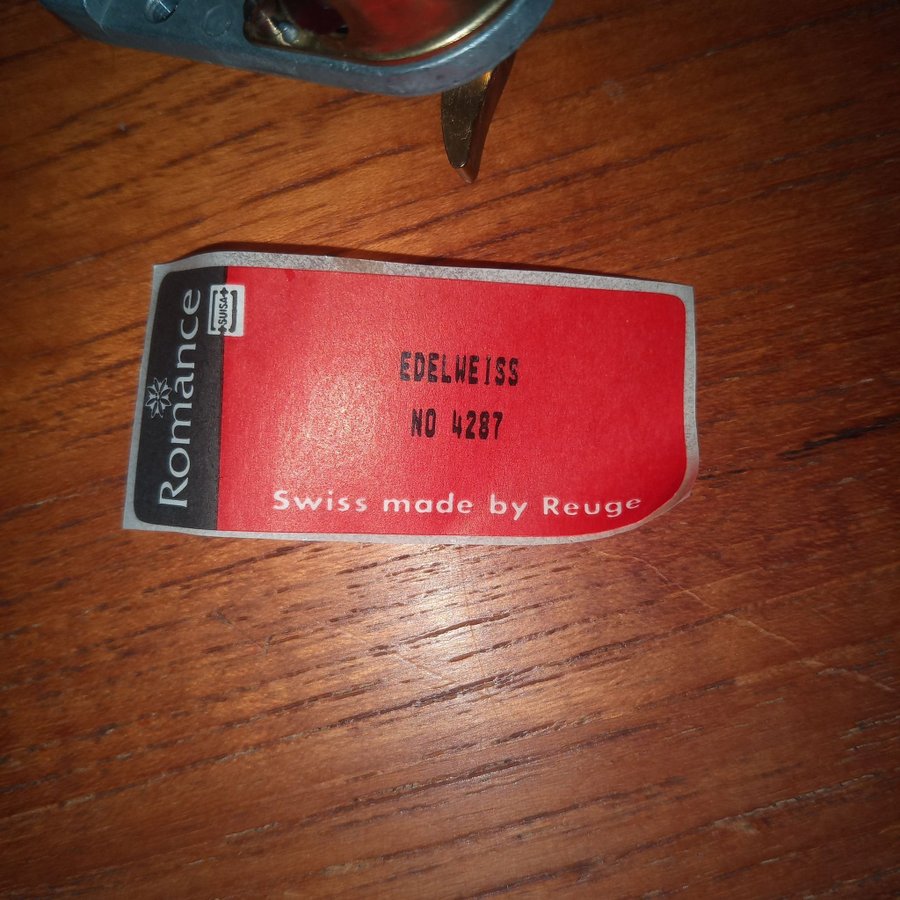 Romance
SUISA
EDELWEISS
NO 4287
Swiss made by Reuge